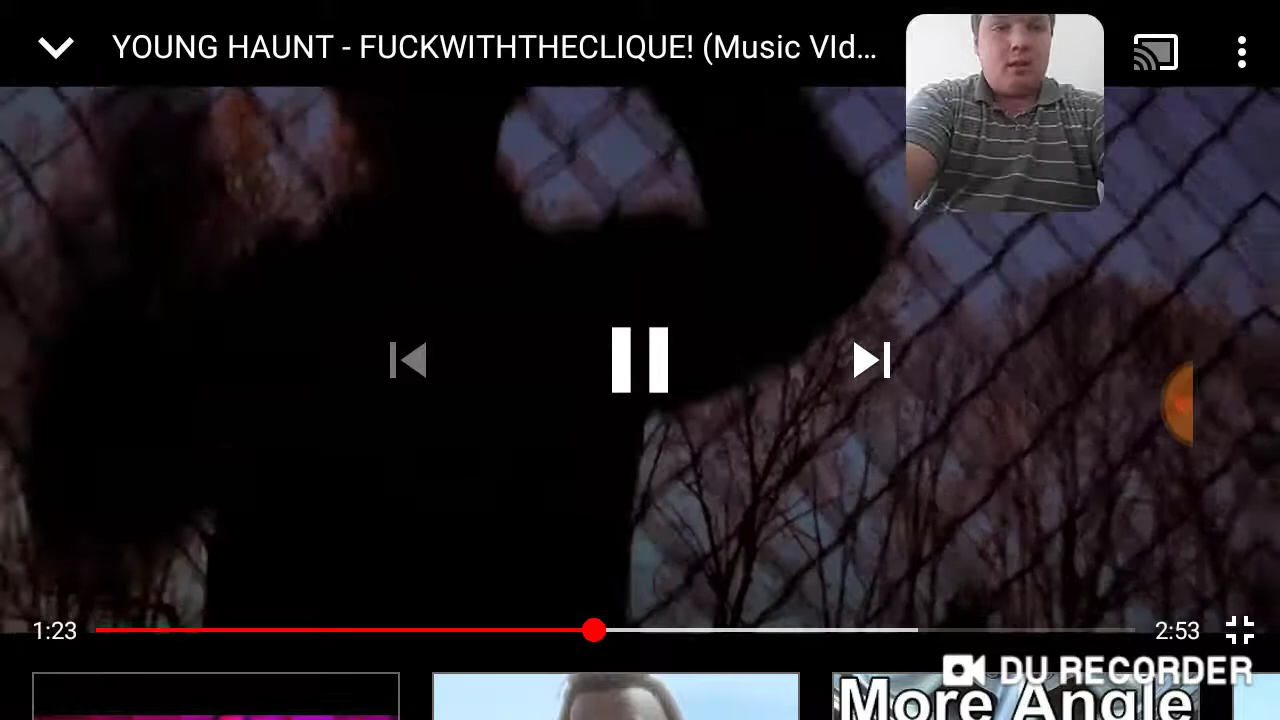 YOUNG HAUNT - FUCKWITHTHECLIQUE! (Music VId...
1:23
2:53
DU RECORDER
More Angle